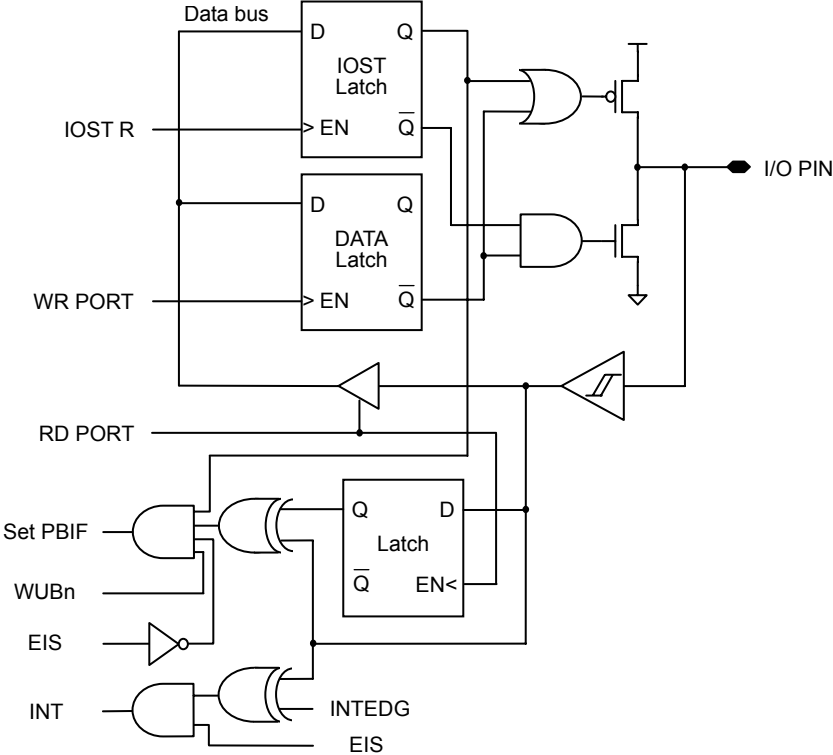 Data bus
D Q
IOST
Latch
IOST R
> EN Q̅
I/O PIN
D Q
DATA
Latch
WR PORT
> EN Q̅
RD PORT
Q D
Set PBIF
Latch
Q̅ EN<
WUBn
EIS
INT
INTEDG
EIS